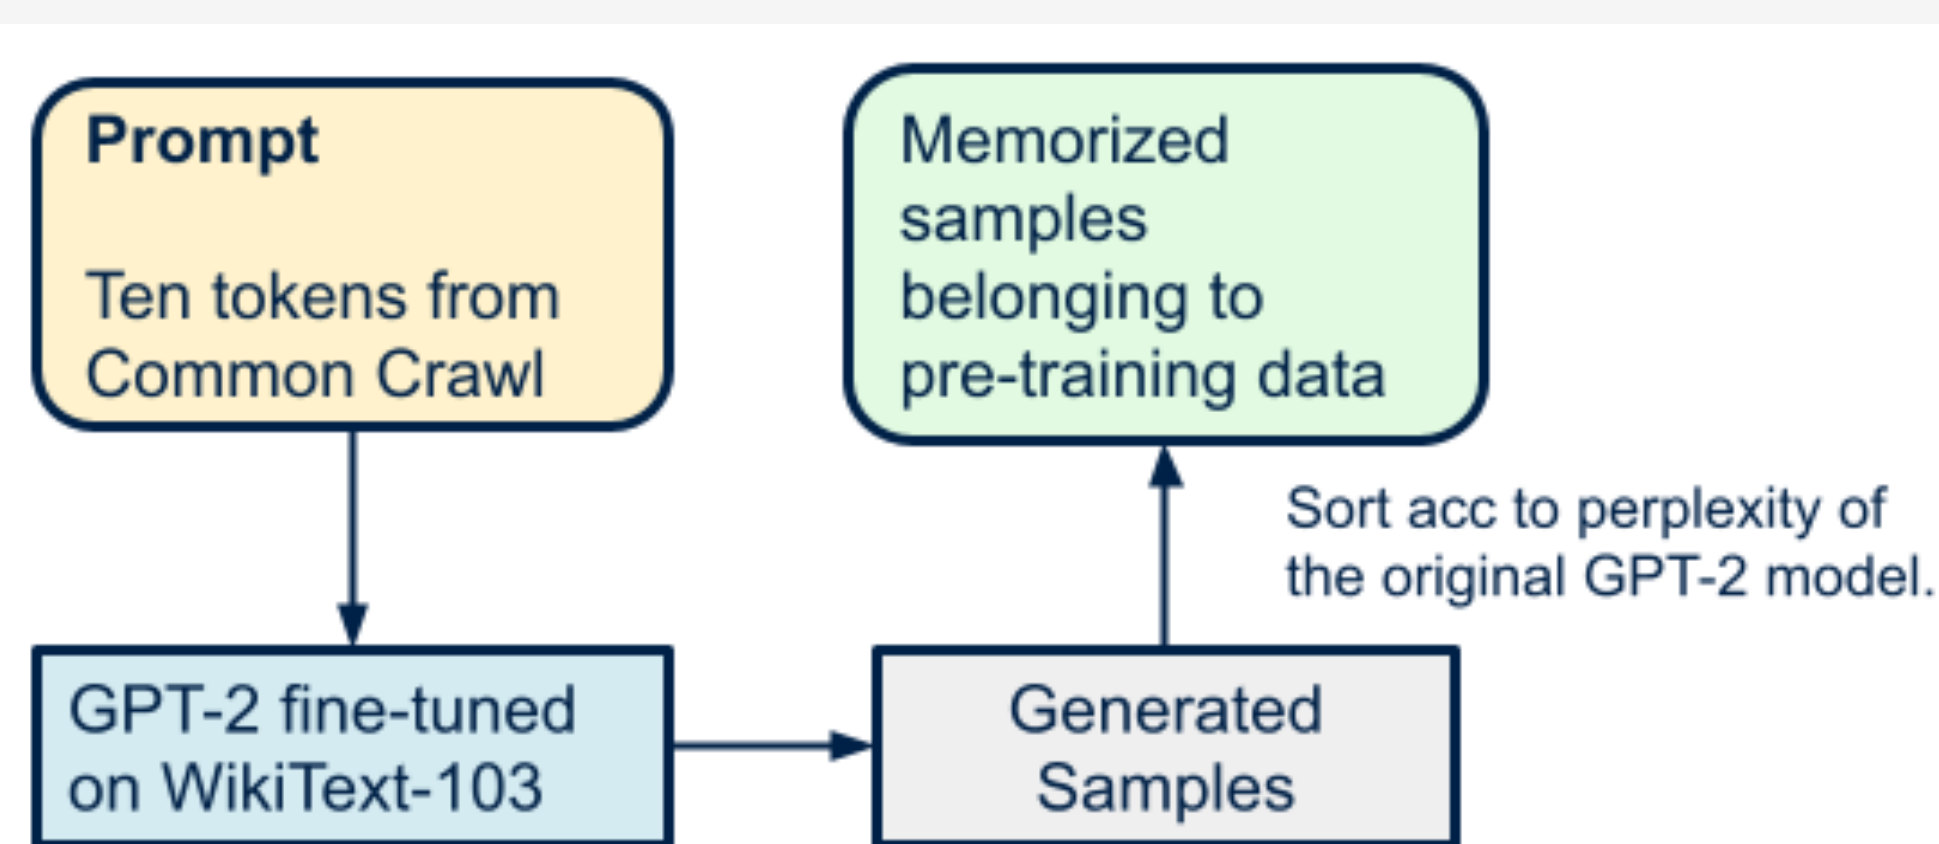 Prompt
Ten tokens from
Common Crawl
GPT-2 fine-tuned
on WikiText-103
Generated
Samples
Sort acc to perplexity of
the original GPT-2 model.
Memorized
samples
belonging to
pre-training data